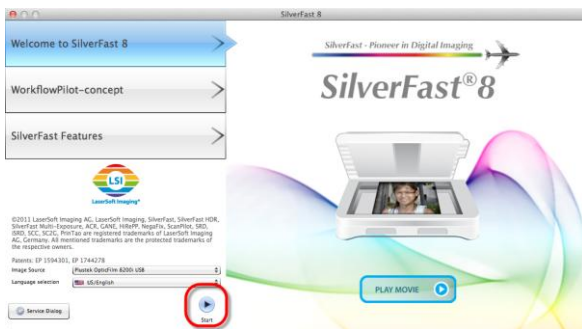 SilverFast 8
Welcome to SilverFast 8
WorkflowPilot-concept
SilverFast Features
LSI
LaserSoft Imaging®
©2011 LaserSoft Imaging AG, LaserSoft Imaging, SilverFast, SilverFast HDR,
SilverFast Multi-Exposure, ACR, GANE, HiRePP, NegaFix, ScanPilot, SRD,
iSRD, SCC, SC2G, PrinTao are registered trademarks of LaserSoft Imaging
AG, Germany. All mentioned trademarks are the protected trademarks of
the respective owners.
Patents: EP 1594301, EP 1744278
Image Source Plustek OpticFilm 6200i USB
Language selection US/English
Service Dialog
Start
SilverFast - Pioneer in Digital Imaging
SilverFast®8
PLAY MOVIE